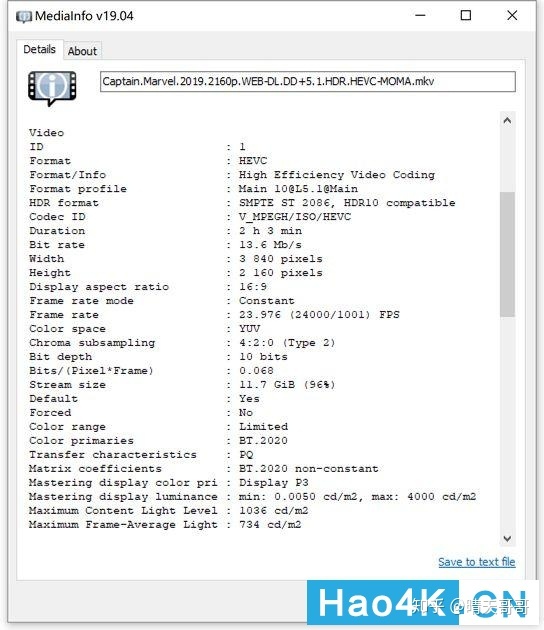 MediaInfo v19.04
Details
About
Captain.Marvel.2019.2160p.WEB-DL.DD+5.1.HDR.HEVC-MOMA.mkv
Video
ID : 1
Format : HEVC
Format/Info : High Efficiency Video Coding
Format profile : Main 10@L5.1@Main
HDR format : SMPTE ST 2086, HDR10 compatible
Codec ID : V_MPEGH/ISO/HEVC
Duration : 2 h 3 min
Bit rate : 13.6 Mb/s
Width : 3 840 pixels
Height : 2 160 pixels
Display aspect ratio : 16:9
Frame rate mode : Constant
Frame rate : 23.976 (24000/1001) FPS
Color space : YUV
Chroma subsampling : 4:2:0 (Type 2)
Bit depth : 10 bits
Bits/(Pixel*Frame) : 0.068
Stream size : 11.7 GiB (96%)
Default : Yes
Forced : No
Color range : Limited
Color primaries : BT.2020
Transfer characteristics : PQ
Matrix coefficients : BT.2020 non-constant
Mastering display color pri : Display P3
Mastering display luminance : min: 0.0050 cd/m2, max: 4000 cd/m2
Maximum Content Light Level : 1036 cd/m2
Maximum Frame-Average Light : 734 cd/m2
Save to text file
Hao4K.CN
知乎 @晴天哥哥